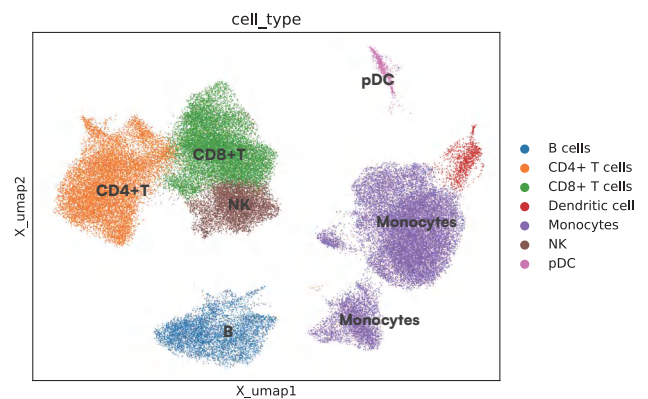 cell_type
pDC
CD8+T
CD4+T
NK
Monocytes
Monocytes
B
X_umap2
X_umap1
B cells
CD4+ T cells
CD8+ T cells
Dendritic cell
Monocytes
NK
pDC